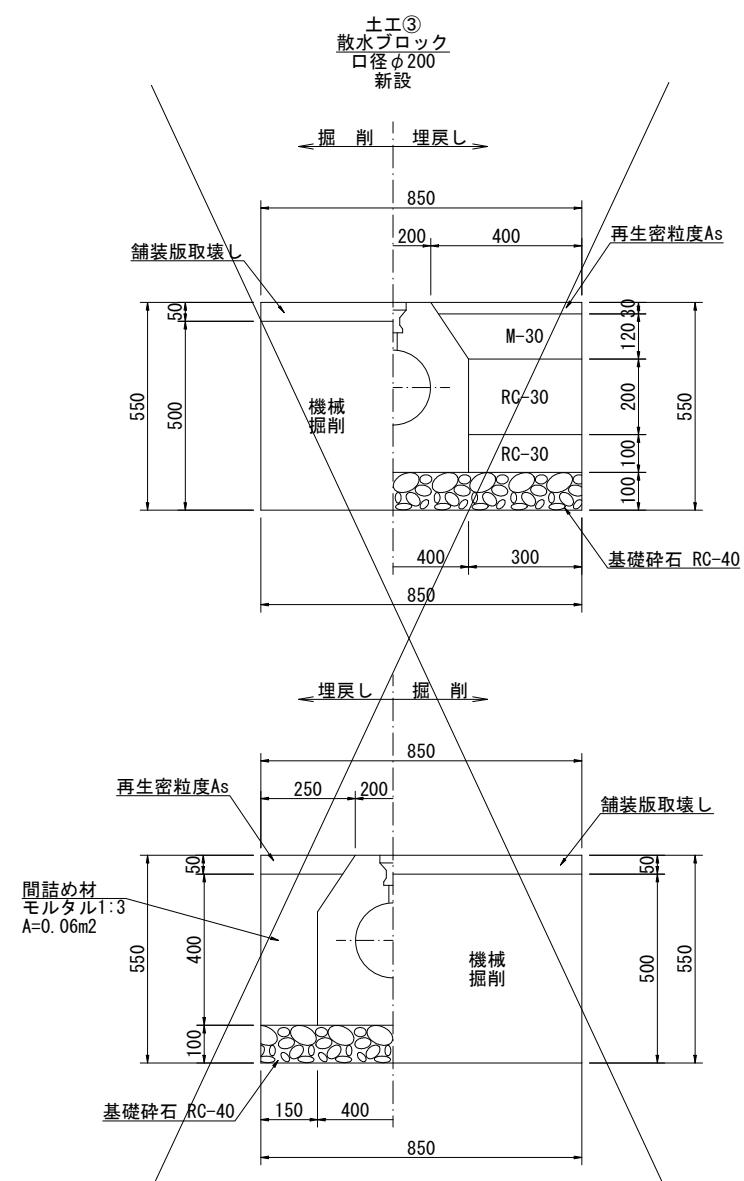 土工③
散水ブロック
口径φ200
新設
掘 削
埋戻し
850
200
400
舗装版取壊し
再生密粒度As
50
500
550
機械
掘削
M-30
RC-30
RC-30
30
120
200
100
100
550
400
300
基礎砕石 RC-40
850
埋戻し
掘 削
850
再生密粒度As
250
200
舗装版取壊し
間詰め材
モルタル1:3
A=0.06m2
50
400
100
550
機械
掘削
50
500
550
基礎砕石 RC-40
150
400
850